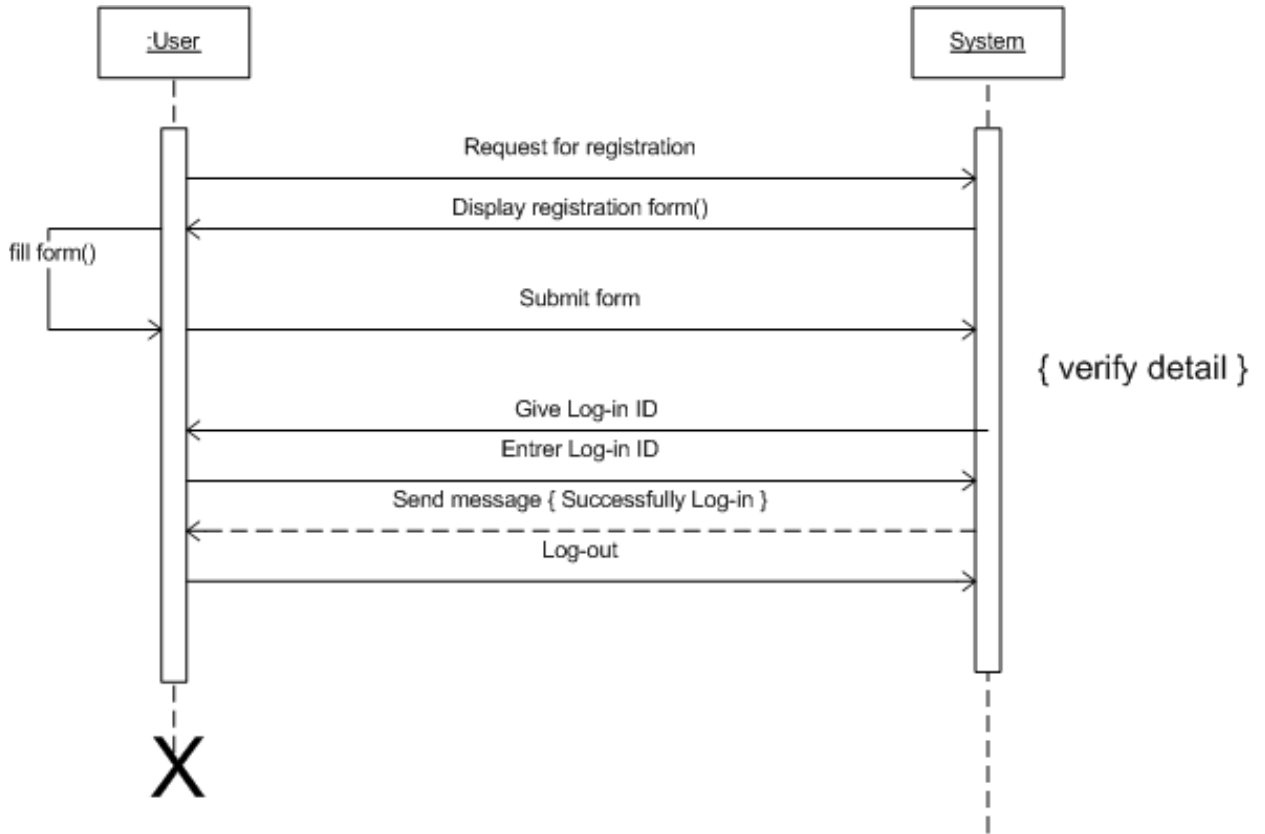 :User
System
Request for registration
Display registration form()
fill form()
Submit form
{ verify detail }
Give Log-in ID
Entrer Log-in ID
Send message { Successfully Log-in }
Log-out
X